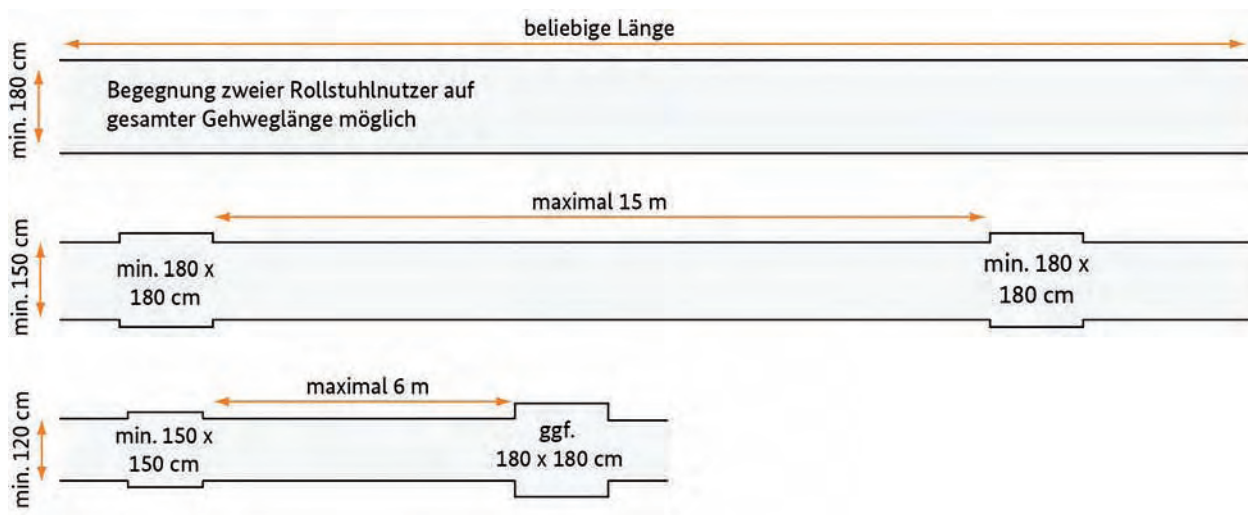 beliebige Länge
min. 180 cm
Begegnung zweier Rollstuhlnutzer auf
gesamter Gehweglänge möglich
maximal 15 m
min. 150 cm
min. 180 x
180 cm
min. 180 x
180 cm
maximal 6 m
min. 120 cm
min. 150 x
150 cm
ggf.
180 x 180 cm